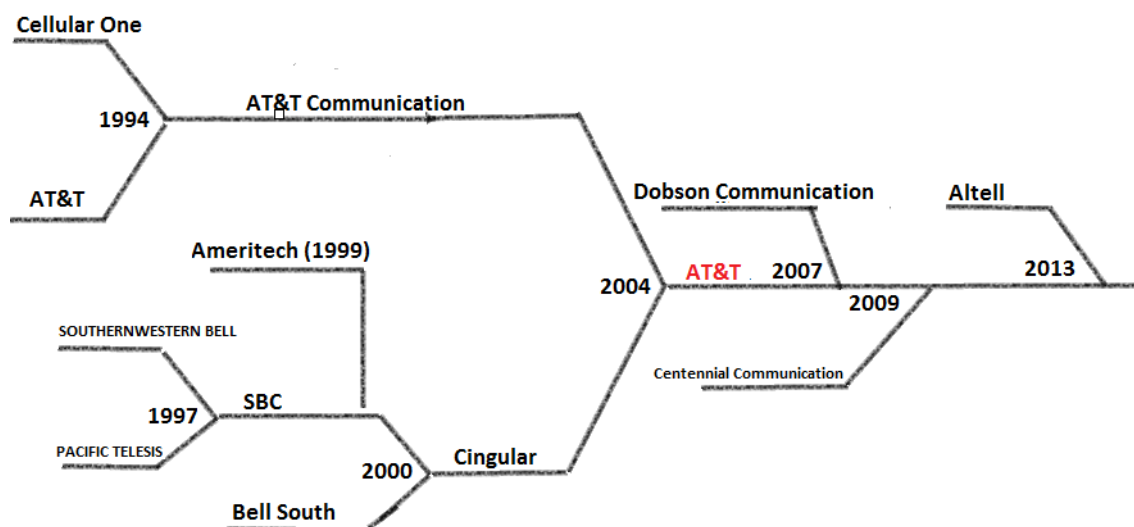 Cellular One
AT&T Communication
1994
AT&T
Dobson Communication
Altell
Ameritech (1999)
2004
AT&T
2007
2009
2013
SOUTHERNWESTERN BELL
Centennial Communication
1997
SBC
PACIFIC TELESIS
2000
Cingular
Bell South